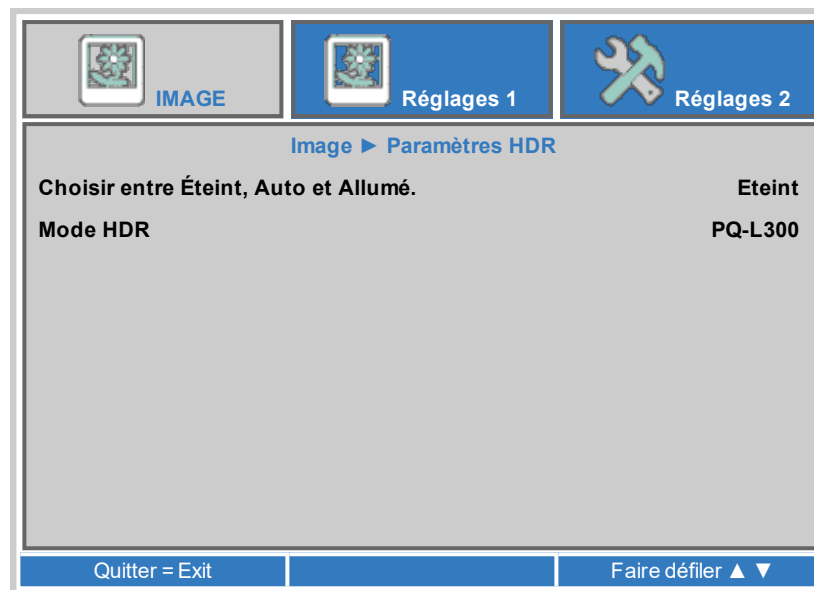 IMAGE
Réglages 1
Réglages 2
Image ► Paramètres HDR
Choisir entre Éteint, Auto et Allumé. Eteint
Mode HDR PQ-L300
Quitter = Exit
Faire défiler ▲ ▼